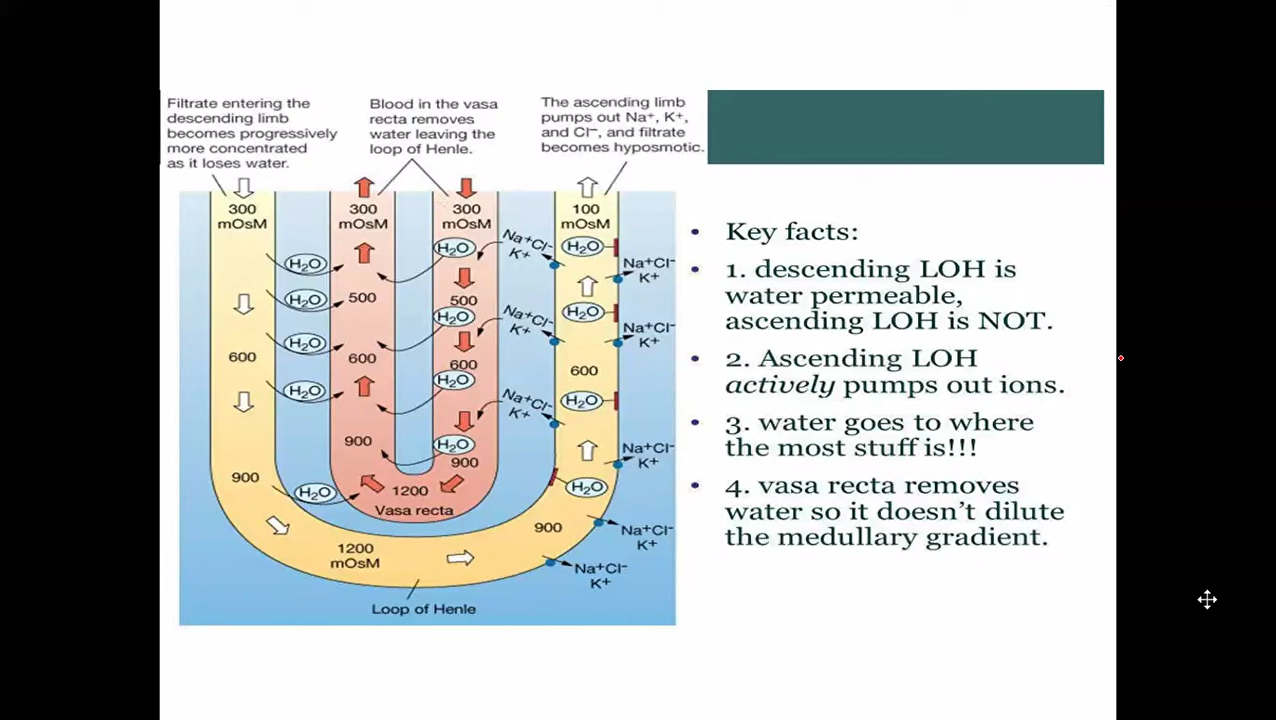 Filtrate entering the
descending limb
becomes progressively
more concentrated
as it loses water.
Blood in the vasa
recta removes
water leaving the
loop of Henle.
The ascending limb
pumps out Na⁺, K⁺,
and Cl⁻, and filtrate
becomes hyposmotic.
300
mOsM
300
mOsM
300
mOsM
100
mOsM
H₂O
H₂O
H₂O
H₂O
H₂O
600
900
500
600
900
H₂O
500
H₂O
600
H₂O
H₂O
900
1200
Vasa recta
Na⁺Cl⁻
K⁺
Na⁺Cl⁻
K⁺
Na⁺Cl⁻
K⁺
H₂O
H₂O
600
H₂O
H₂O
900
1200
mOsM
Na⁺Cl⁻
K⁺
Na⁺Cl⁻
K⁺
Na⁺Cl⁻
K⁺
Na⁺Cl⁻
K⁺
Na⁺Cl⁻
K⁺
Loop of Henle
• Key facts:
• 1. descending LOH is
water permeable,
ascending LOH is NOT.
• 2. Ascending LOH
actively pumps out ions.
• 3. water goes to where
the most stuff is!!!
• 4. vasa recta removes
water so it doesn't dilute
the medullary gradient.